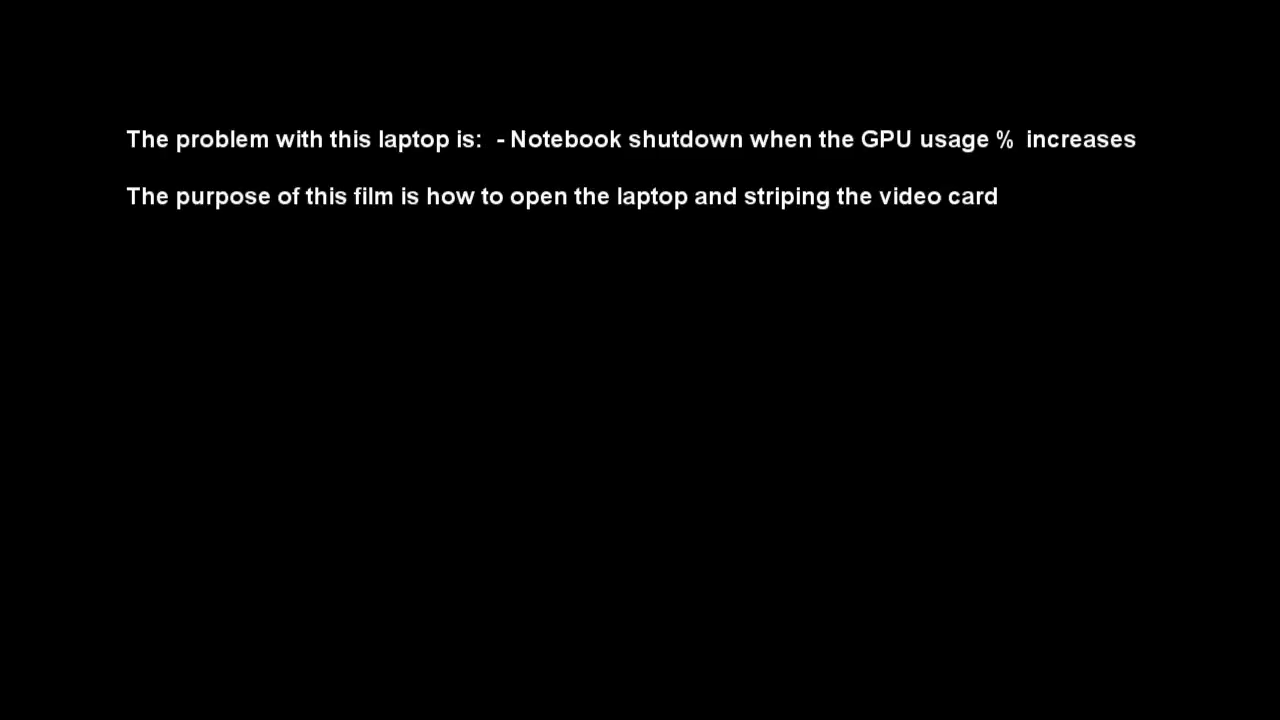 The problem with this laptop is:  - Notebook shutdown when the GPU usage %  increases
The purpose of this film is how to open the laptop and striping the video card